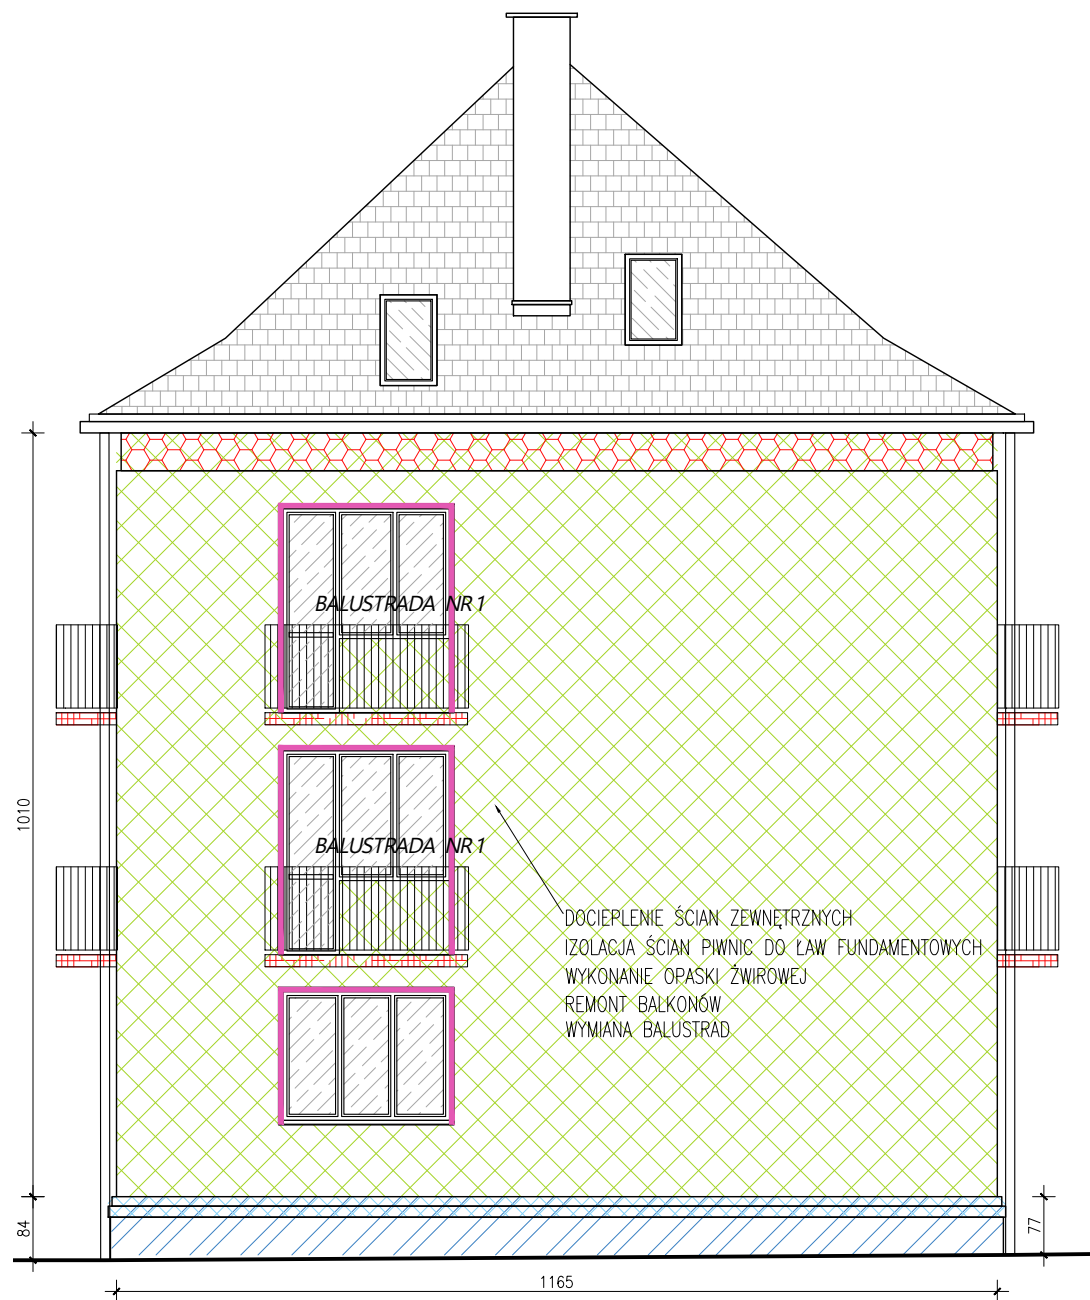 BALUSTRADA NR 1
1010
BALUSTRADA NR 1
DOCIEPLENIE ŚCIAN ZEWNĘTRZNYCH
IZOLACJA ŚCIAN PIWNIC DO ŁAW FUNDAMENTOWYCH
WYKONANIE OPASKI ŻWIROWEJ
REMONT BALKONÓW
WYMIANA BALUSTRAD
84
77
1165